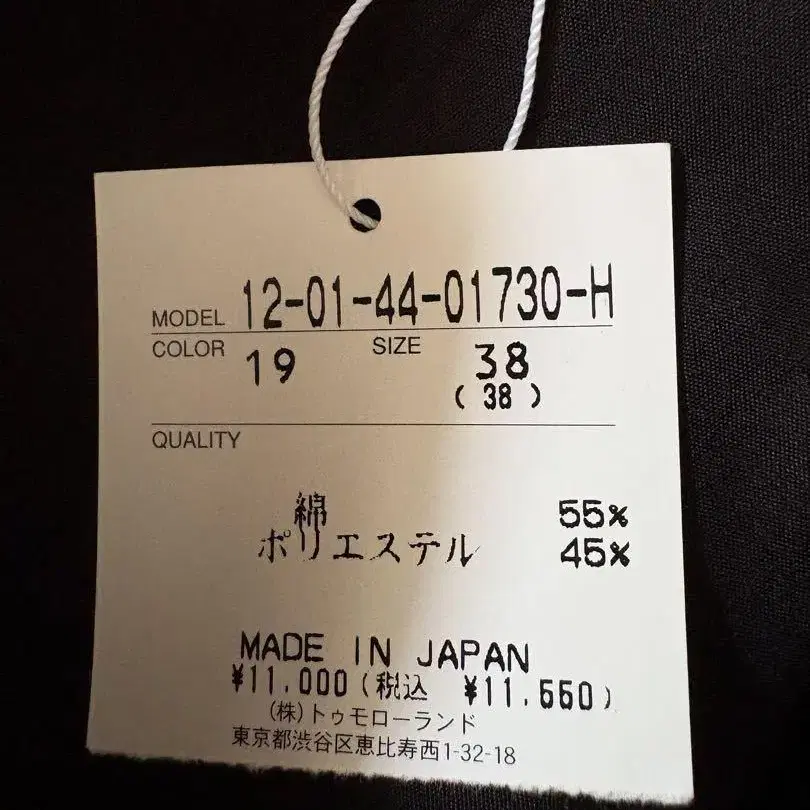 MODEL 12-01-44-01730-H
COLOR 19 SIZE 38
( 38 )
QUALITY
綿 55%
ポリエステル 45%
MADE IN JAPAN
¥11,000(税込 ¥11,550)
(株)トゥモローランド
東京都渋谷区恵比寿西1-32-18